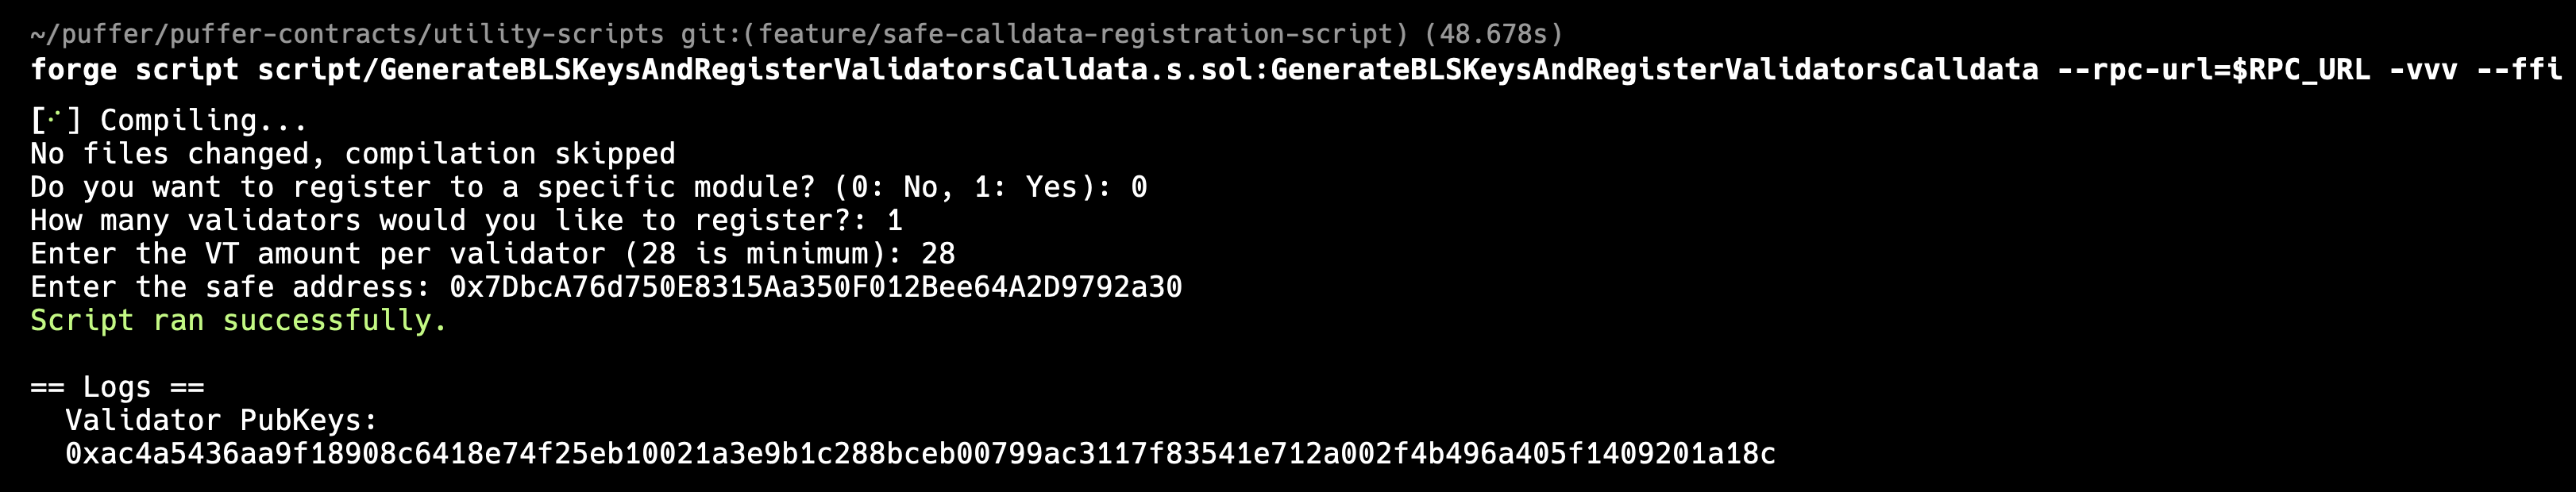 ~/puffer/puffer-contracts/utility-scripts git:(feature/safe-calldata-registration-script) (48.678s)
forge script script/GenerateBLSKeysAndRegisterValidatorsCalldata.s.sol:GenerateBLSKeysAndRegisterValidatorsCalldata --rpc-url=$RPC_URL -vvv --ffi
[⠊] Compiling...
No files changed, compilation skipped
Do you want to register to a specific module? (0: No, 1: Yes): 0
How many validators would you like to register?: 1
Enter the VT amount per validator (28 is minimum): 28
Enter the safe address: 0x7DbcA76d750E8315Aa350F012Bee64A2D9792a30
Script ran successfully.
== Logs ==
Validator PubKeys:
0xac4a5436aa9f18908c6418e74f25eb10021a3e9b1c288bceb00799ac3117f83541e712a002f4b496a405f1409201a18c